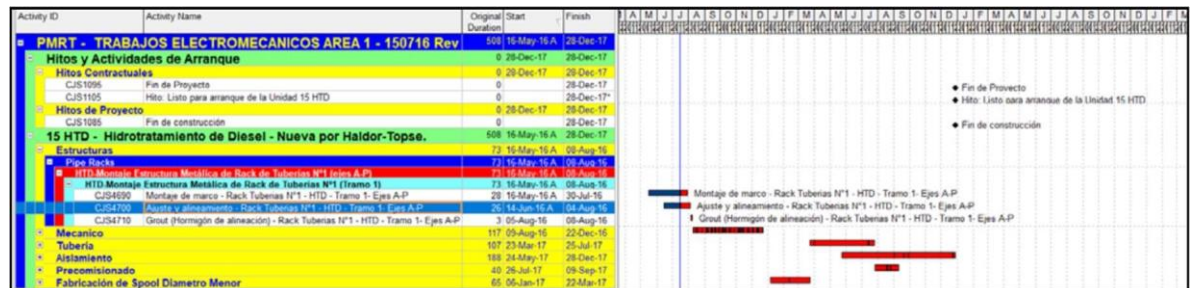 Activity ID Activity Name Original Duration Start Finish A M J J A S O N D J F M A M J J A S O N D J F M
PMRT - TRABAJOS ELECTROMECANICOS AREA 1 - 150716 Rev 508 16-May-16 A 28-Dec-17
Hitos y Actividades de Arranque 0 28-Dec-17 28-Dec-17
Hitos Contractuales 0 28-Dec-17 28-Dec-17
CJS1095 Fin de Proyecto 0 28-Dec-17 Fin de Proyecto
CJS1105 Hito: Listo para arranque de la Unidad 15 HTD 0 28-Dec-17* Hito: Listo para arranque de la Unidad 15 HTD
Hitos de Proyecto 0 28-Dec-17 28-Dec-17
CJS1085 Fin de construcción 0 28-Dec-17 Fin de construcción
15 HTD - Hidrotratamiento de Diesel - Nueva por Haldor-Topse. 508 16-May-16 A 28-Dec-17
Estructuras 73 16-May-16 A 08-Aug-16
Pipe Racks 73 16-May-16 A 08-Aug-16
HTD-Montaje Estructura Metálica de Rack de Tuberias Nº1 (ejes A-P) 73 16-May-16 A 08-Aug-16
HTD-Montaje Estructura Metálica de Rack de Tuberias Nº1 (Tramo 1) 73 16-May-16 A 08-Aug-16
CJS4690 Montaje de marco - Rack Tuberias N°1 - HTD - Tramo 1- Ejes A-P 28 16-May-16 A 30-Jul-16 Montaje de marco - Rack Tuberias N°1 - HTD - Tramo 1- Ejes A-P
CJS4700 Ajuste y alineamiento - Rack Tuberias N°1 - HTD - Tramo 1- Ejes A-P 26 14-Jun-16 A 04-Aug-16 Ajuste y alineamiento - Rack Tuberias N°1 - HTD - Tramo 1- Ejes A-P
CJS4710 Grout (Hormigón de alineación) - Rack Tuberias N°1 - HTD - Tramo 1- Ejes A-P 3 05-Aug-16 08-Aug-16 Grout (Hormigón de alineación) - Rack Tuberias N°1 - HTD - Tramo 1- Ejes A-P
Mecanico 117 09-Aug-16 22-Dec-16
Tuberia 107 23-Mar-17 25-Jul-17
Aislamiento 188 24-May-17 28-Dec-17
Precomisionado 40 26-Jul-17 09-Sep-17
Fabricación de Spool Diametro Menor 65 06-Jan-17 22-Mar-17